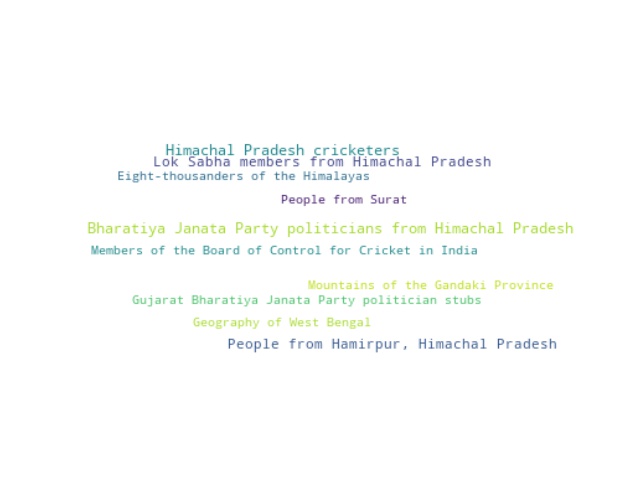 Himachal Pradesh cricketers
Lok Sabha members from Himachal Pradesh
Eight-thousanders of the Himalayas
People from Surat
Bharatiya Janata Party politicians from Himachal Pradesh
Members of the Board of Control for Cricket in India
Mountains of the Gandaki Province
Gujarat Bharatiya Janata Party politician stubs
Geography of West Bengal
People from Hamirpur, Himachal Pradesh